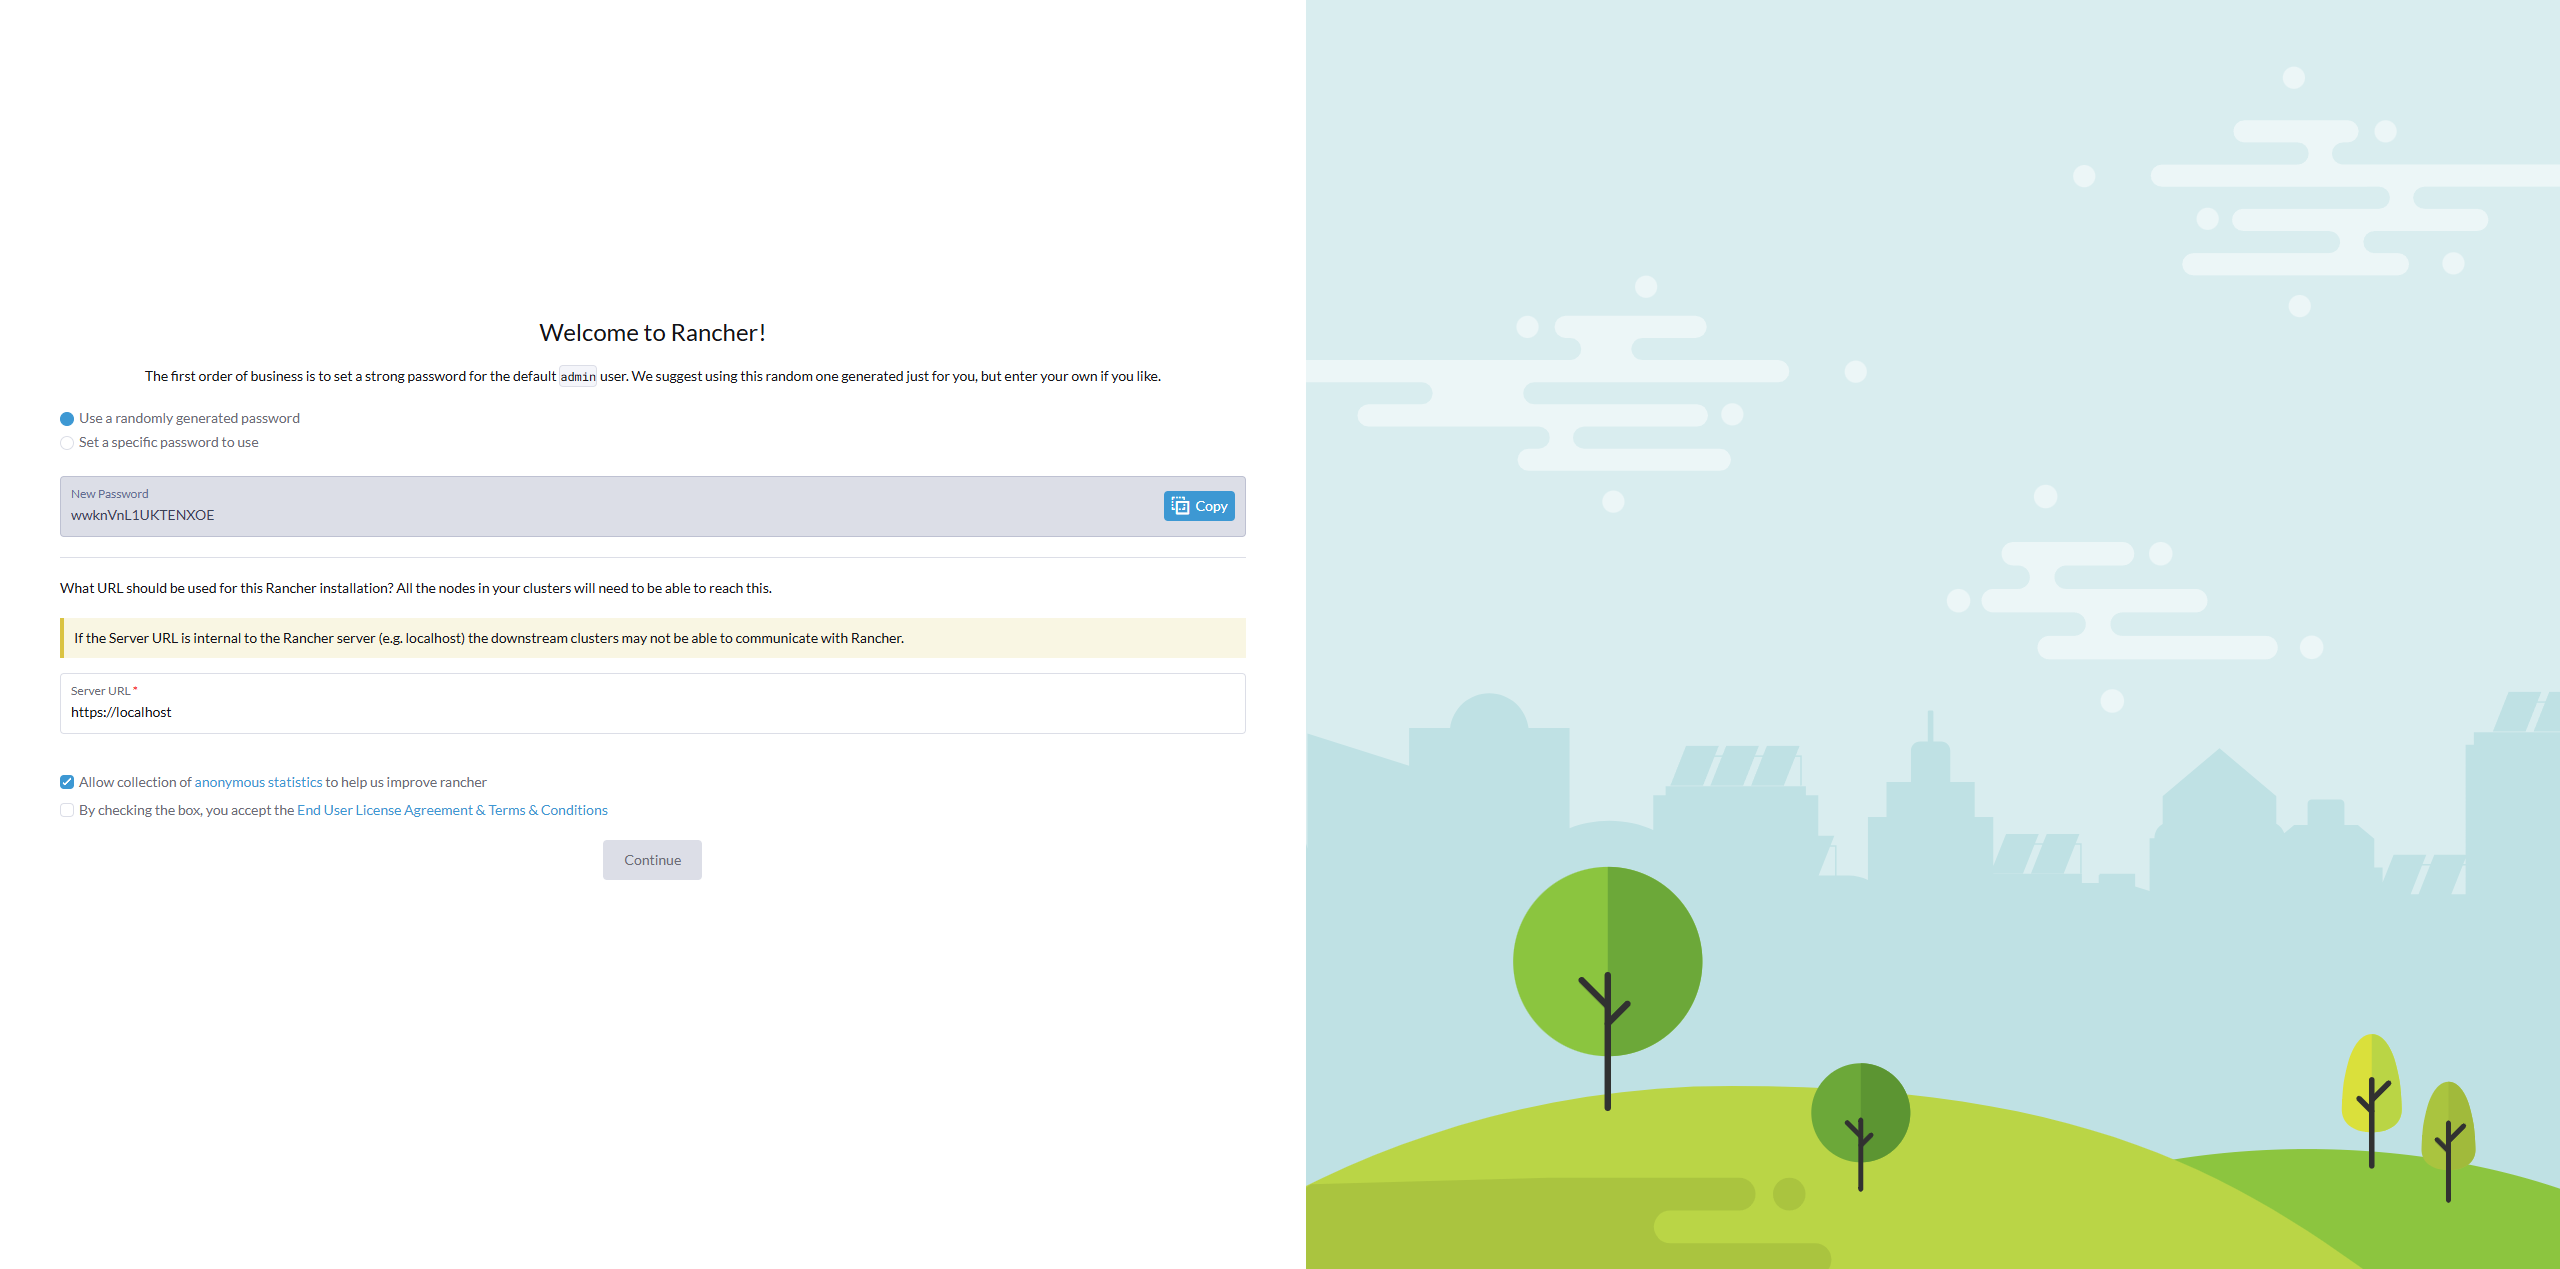 Welcome to Rancher!
The first order of business is to set a strong password for the default admin user. We suggest using this random one generated just for you, but enter your own if you like.
Use a randomly generated password
Set a specific password to use
New Password
wwknVnL1UKTENXOE
Copy
What URL should be used for this Rancher installation? All the nodes in your clusters will need to be able to reach this.
If the Server URL is internal to the Rancher server (e.g. localhost) the downstream clusters may not be able to communicate with Rancher.
Server URL *
https://localhost
Allow collection of anonymous statistics to help us improve rancher
By checking the box, you accept the End User License Agreement & Terms & Conditions
Continue